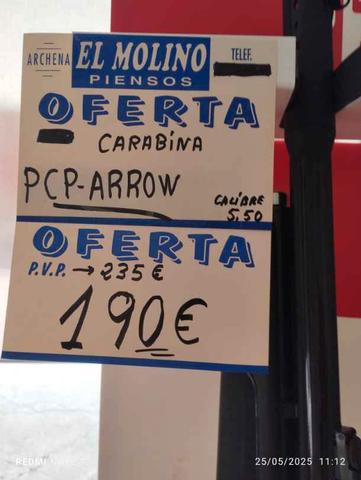 ARCHENA EL MOLINO TELEF.
PIENSOS
OFERTA
CARABINA
PCP-ARROW
CALIBRE
5,50
OFERTA
P.V.P. → 235 €
190€
25/05/2025 11:12